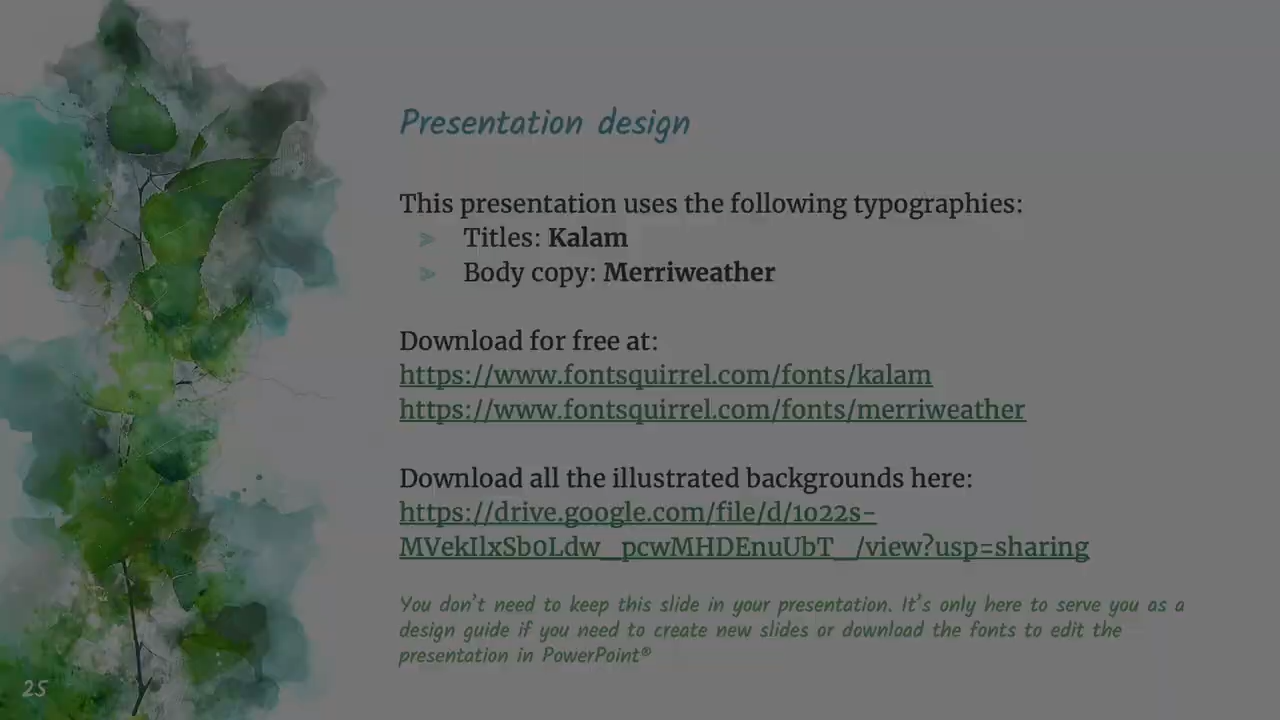 Presentation design
This presentation uses the following typographies:
➢ Titles: Kalam
➢ Body copy: Merriweather
Download for free at:
https://www.fontsquirrel.com/fonts/kalam
https://www.fontsquirrel.com/fonts/merriweather
Download all the illustrated backgrounds here:
https://drive.google.com/file/d/1o22s-
MVekIlxSb0Ldw_pcwMHDEnuUbT_/view?usp=sharing
You don’t need to keep this slide in your presentation. It’s only here to serve you as a
design guide if you need to create new slides or download the fonts to edit the
presentation in PowerPoint®
25